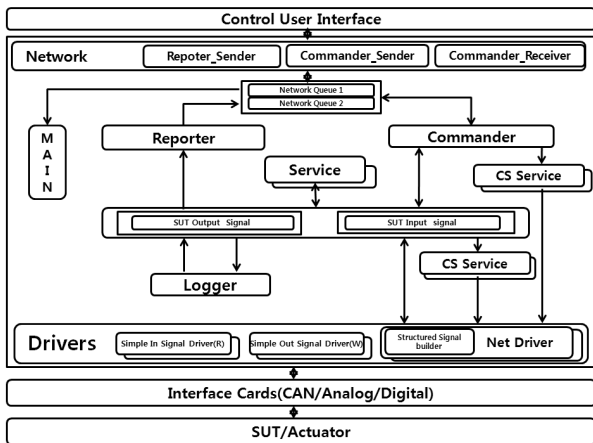 Control User Interface
Network
Repoter_Sender
Commander_Sender
Commander_Receiver
Network Queue 1
Network Queue 2
M
A
I
N
Reporter
Commander
Service
CS Service
SUT Output Signal
SUT Input signal
CS Service
Logger
Drivers
Simple In Signal Driver(R)
Simple Out Signal Driver(W)
Structured Signal
builder
Net Driver
Interface Cards(CAN/Analog/Digital)
SUT/Actuator